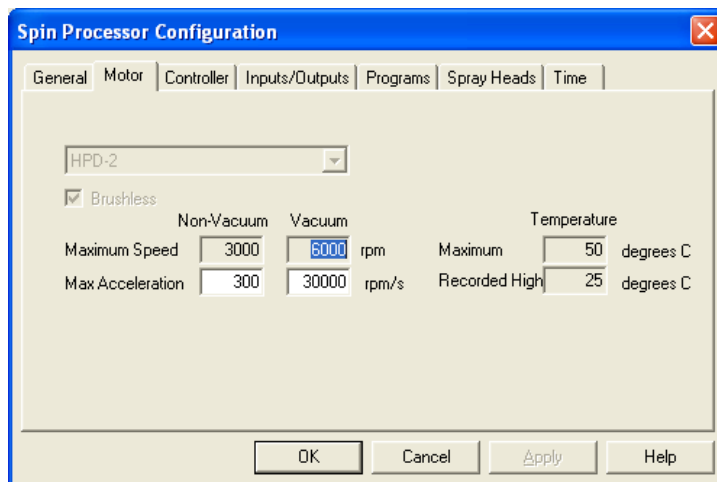 Spin Processor Configuration
General Motor Controller Inputs/Outputs Programs Spray Heads Time
HPD-2
Brushless
Non-Vacuum Vacuum Temperature
Maximum Speed 3000 6000 rpm Maximum 50 degrees C
Max Acceleration 300 30000 rpm/s Recorded High 25 degrees C
OK Cancel Apply Help